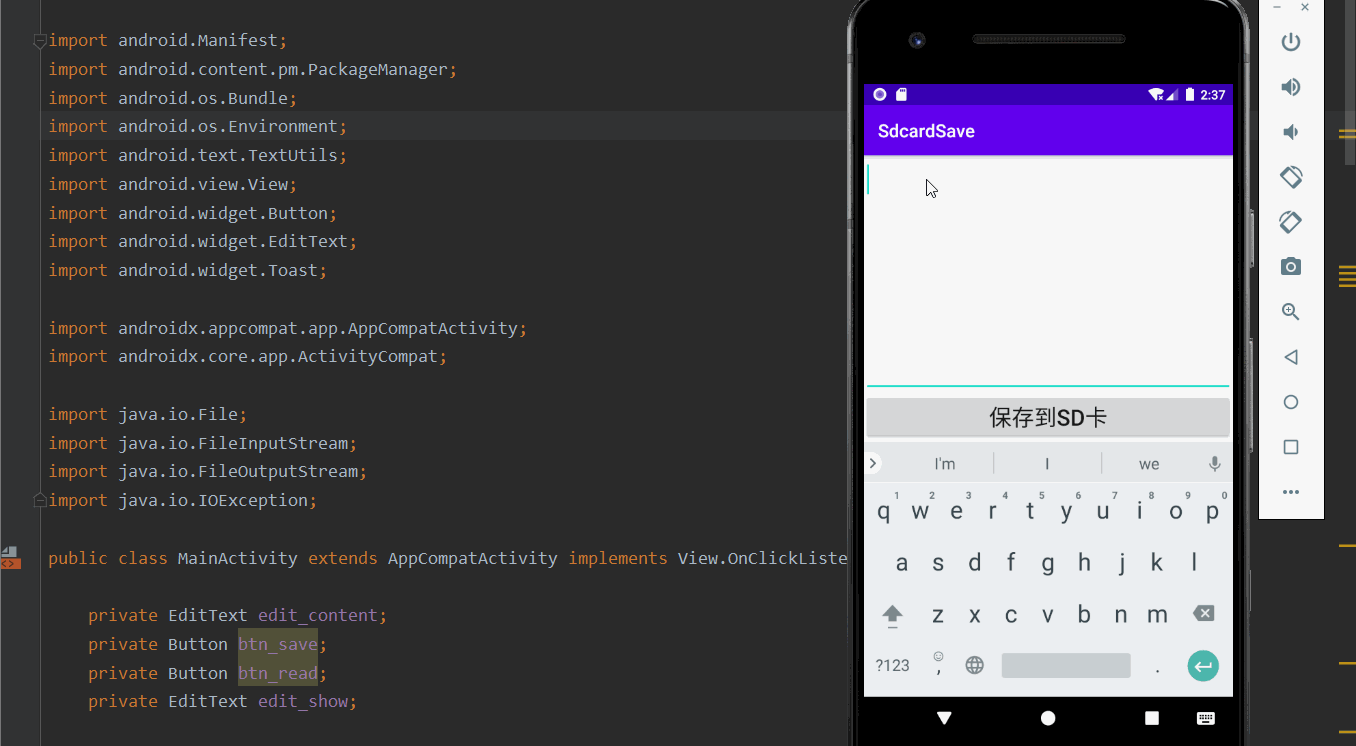 import android.Manifest;
import android.content.pm.PackageManager;
import android.os.Bundle;
import android.os.Environment;
import android.text.TextUtils;
import android.view.View;
import android.widget.Button;
import android.widget.EditText;
import android.widget.Toast;
import androidx.appcompat.app.AppCompatActivity;
import androidx.core.app.ActivityCompat;
import java.io.File;
import java.io.FileInputStream;
import java.io.FileOutputStream;
import java.io.IOException;
public class MainActivity extends AppCompatActivity implements View.OnClickListe
private EditText edit_content;
private Button btn_save;
private Button btn_read;
private EditText edit_show;
2:37
SdcardSave
保存到SD卡
I'm I we
1 2 3 4 5 6 7 8 9 0
q w e r t y u i o p
a s d f g h j k l
z x c v b n m
?123 , .